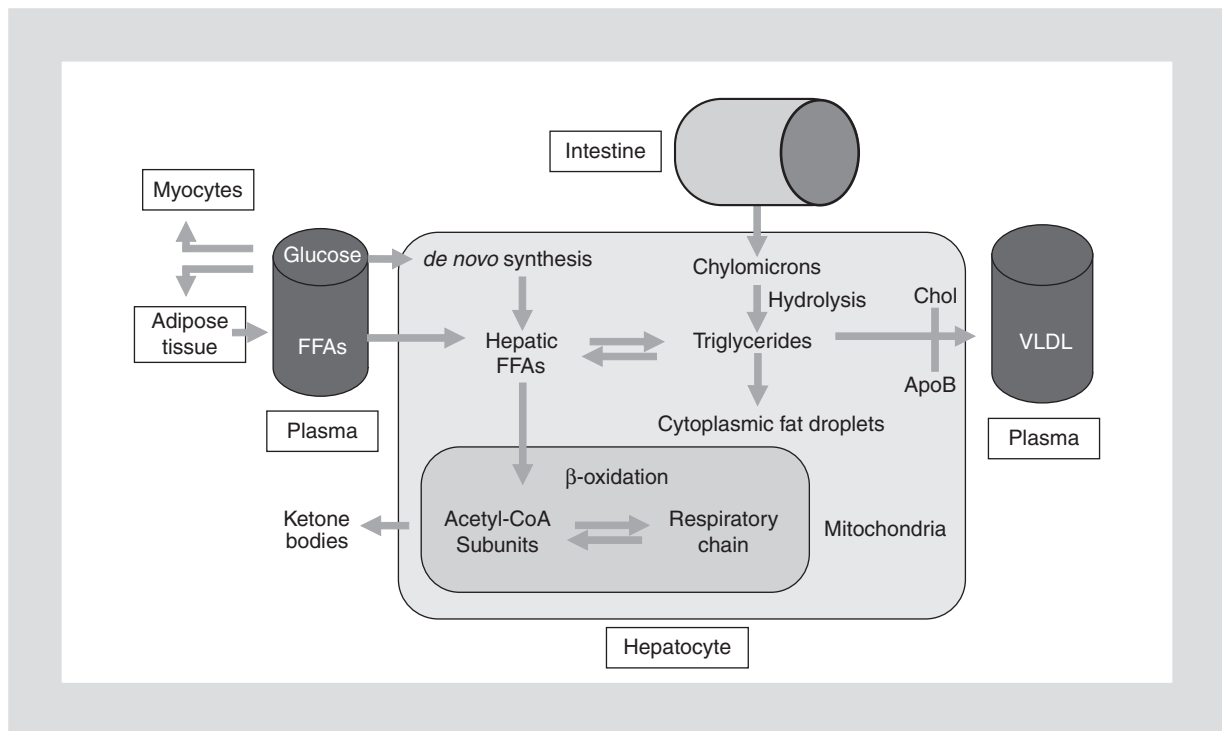 Intestine
Myocytes
Glucose
de novo synthesis
Chylomicrons
Hydrolysis
Chol
Adipose
tissue
FFAs
Hepatic
FFAs
Triglycerides
VLDL
ApoB
Cytoplasmic fat droplets
Plasma
Plasma
β-oxidation
Ketone
bodies
Acetyl-CoA
Subunits
Respiratory
chain
Mitochondria
Hepatocyte